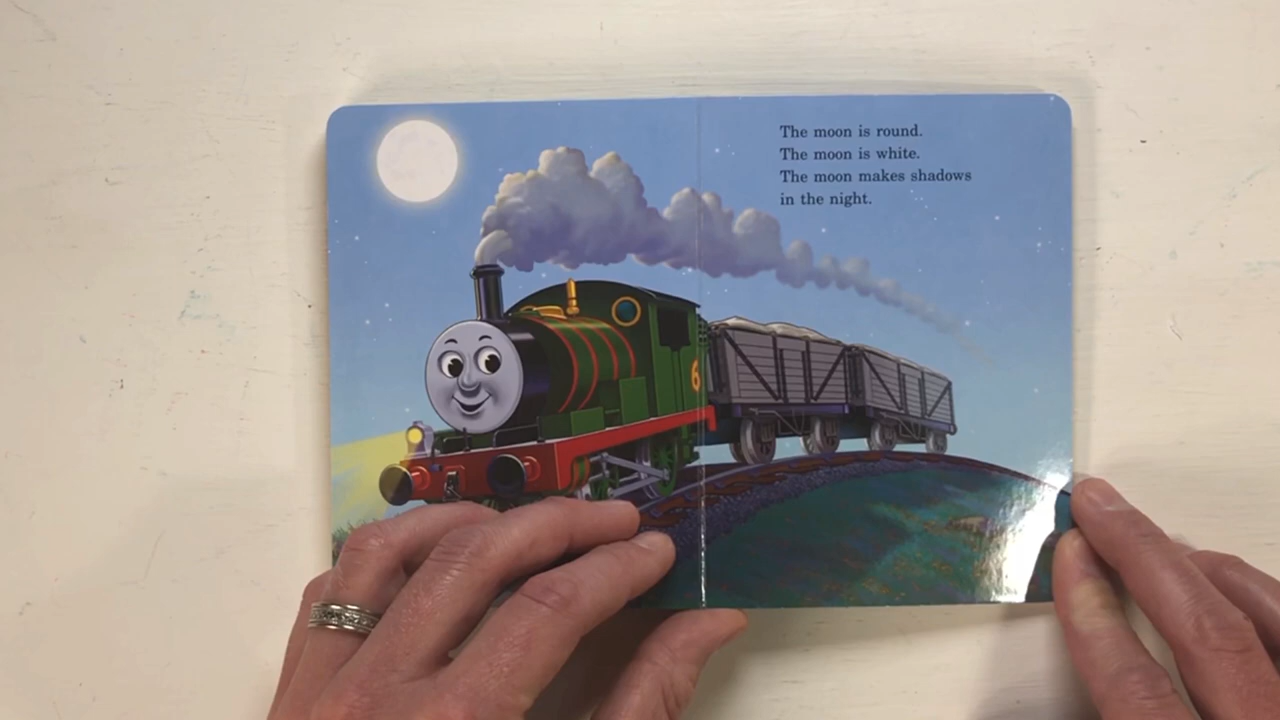 The moon is round.
The moon is white.
The moon makes shadows
in the night.
6